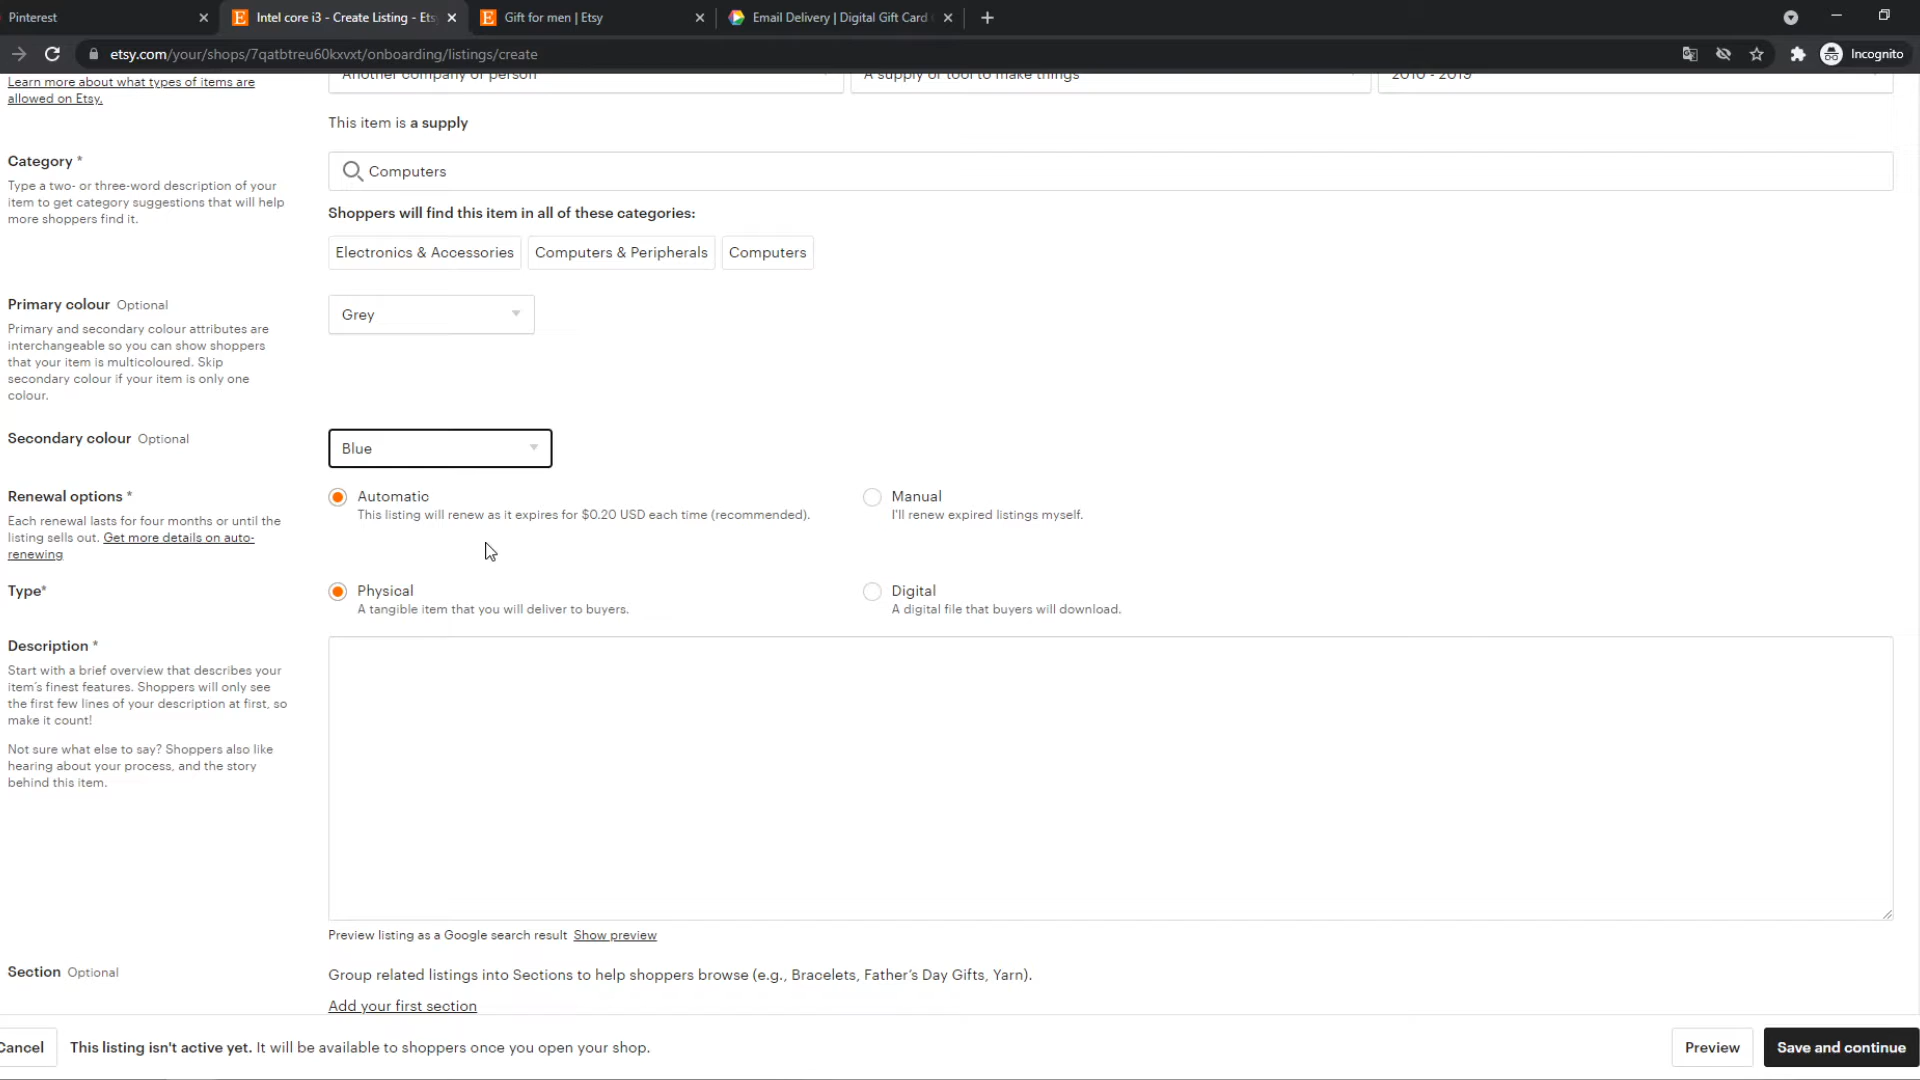 Pinterest
Intel core i3 - Create Listing - Ets
Gift for men | Etsy
Email Delivery | Digital Gift Card
etsy.com/your/shops/7qatbtreu60kxvxt/onboarding/listings/create
Incognito
Learn more about what types of items are
allowed on Etsy.
Another company or person
A supply or tool to make things
2010 - 2019
This item is a supply
Category *
Type a two- or three-word description of your
item to get category suggestions that will help
more shoppers find it.
Computers
Shoppers will find this item in all of these categories:
Electronics & Accessories
Computers & Peripherals
Computers
Primary colour Optional
Primary and secondary colour attributes are
interchangeable so you can show shoppers
that your item is multicoloured. Skip
secondary colour if your item is only one
colour.
Grey
Secondary colour Optional
Blue
Renewal options *
Each renewal lasts for four months or until the
listing sells out. Get more details on auto-
renewing
Automatic
This listing will renew as it expires for $0.20 USD each time (recommended).
Manual
I'll renew expired listings myself.
Type*
Physical
A tangible item that you will deliver to buyers.
Digital
A digital file that buyers will download.
Description *
Start with a brief overview that describes your
item's finest features. Shoppers will only see
the first few lines of your description at first, so
make it count!
Not sure what else to say? Shoppers also like
hearing about your process, and the story
behind this item.
Preview listing as a Google search result Show preview
Section Optional
Group related listings into Sections to help shoppers browse (e.g., Bracelets, Father's Day Gifts, Yarn).
Add your first section
Cancel
This listing isn't active yet. It will be available to shoppers once you open your shop.
Preview
Save and continue